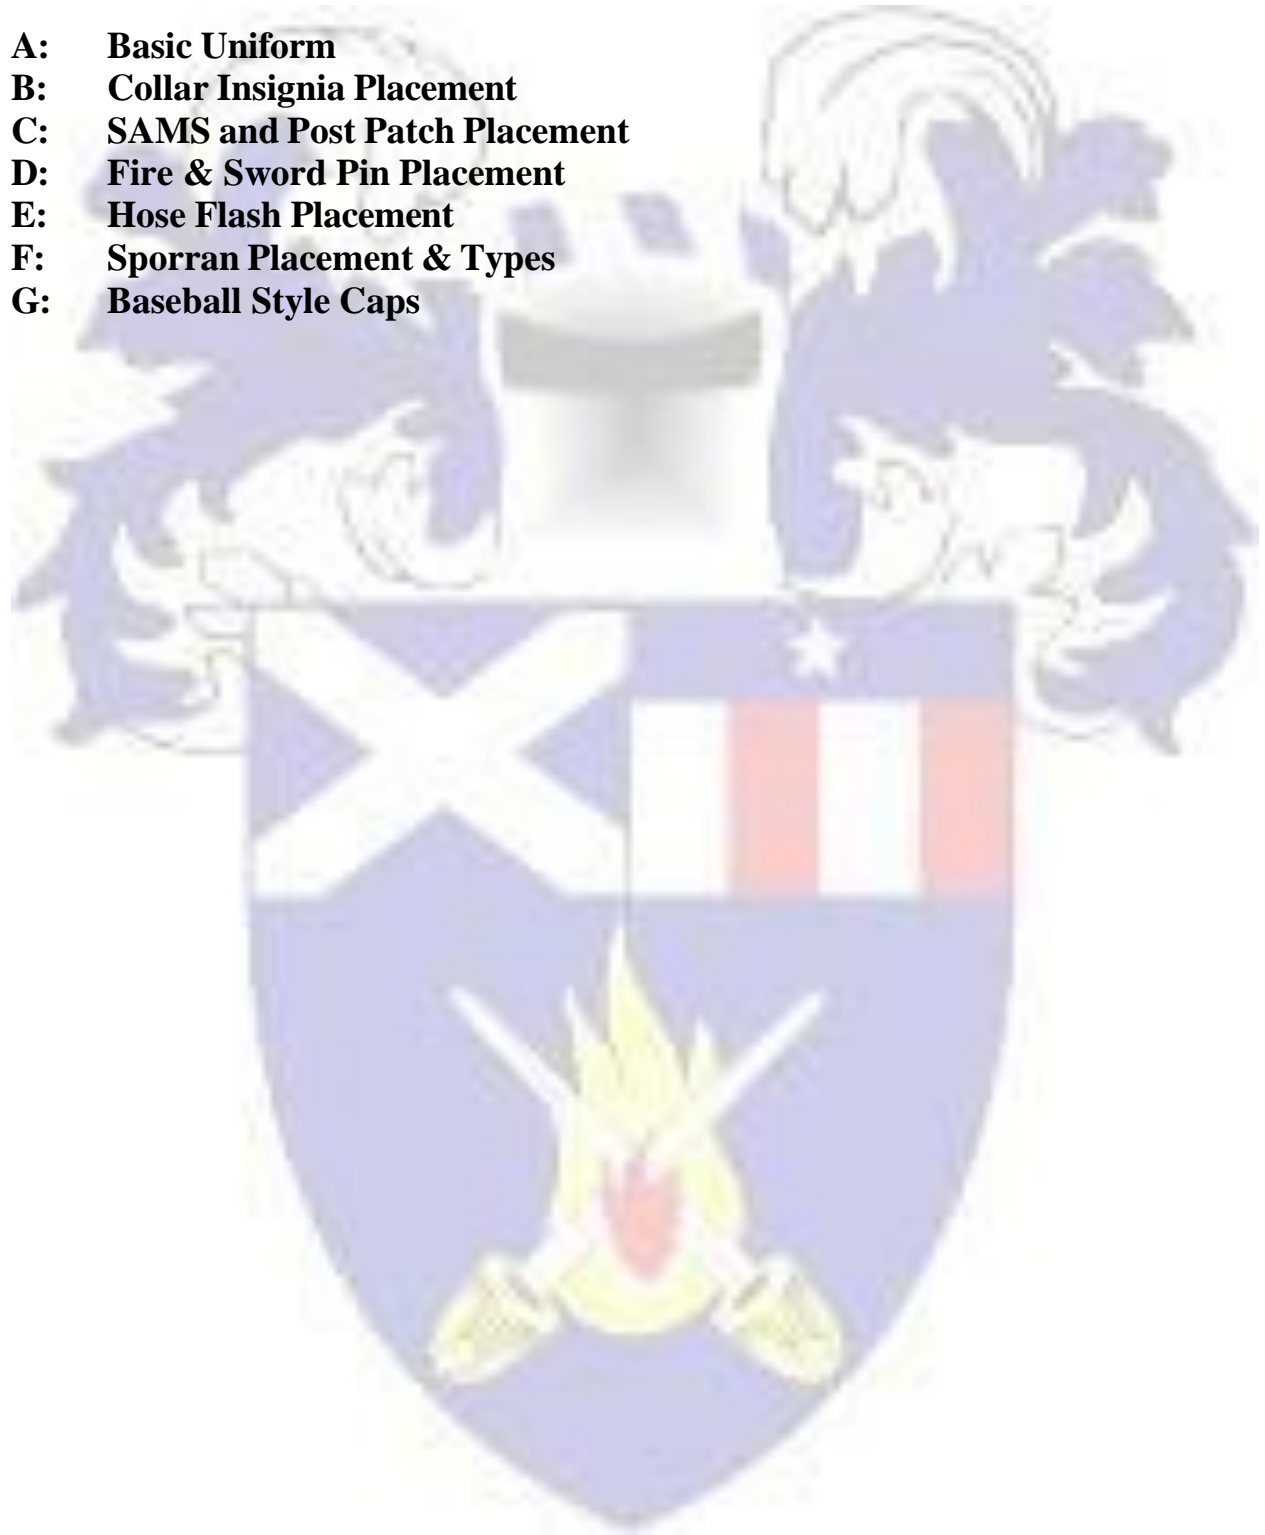 A: Basic Uniform
B: Collar Insignia Placement
C: SAMS and Post Patch Placement
D: Fire & Sword Pin Placement
E: Hose Flash Placement
F: Sporran Placement & Types
G: Baseball Style Caps